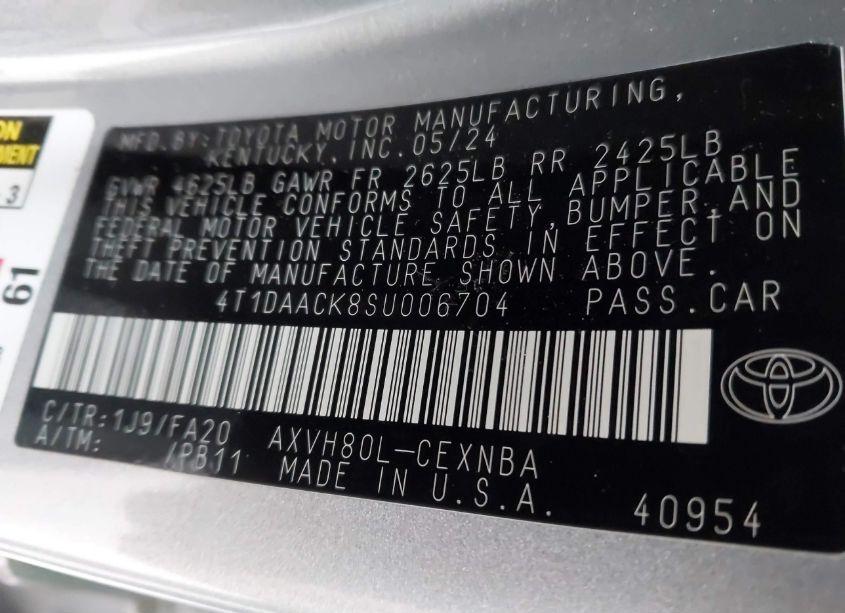 MFD.BY:TOYOTA MOTOR MANUFACTURING,
KENTUCKY,INC.05/24
GVWR 4625LB GAWR FR 2625LB RR 2425LB
THIS VEHICLE CONFORMS TO ALL APPLICABLE
FEDERAL MOTOR VEHICLE SAFETY,BUMPER,AND
THEFT PREVENTION STANDARDS IN EFFECT ON
THE DATE OF MANUFACTURE SHOWN ABOVE.
4T1DAACK8SU006704 PASS.CAR
C/TR:1J9/FA20 AXVH80L-CEXNBA
A/TM: /PB11 MADE IN U.S.A.
40954
3
61